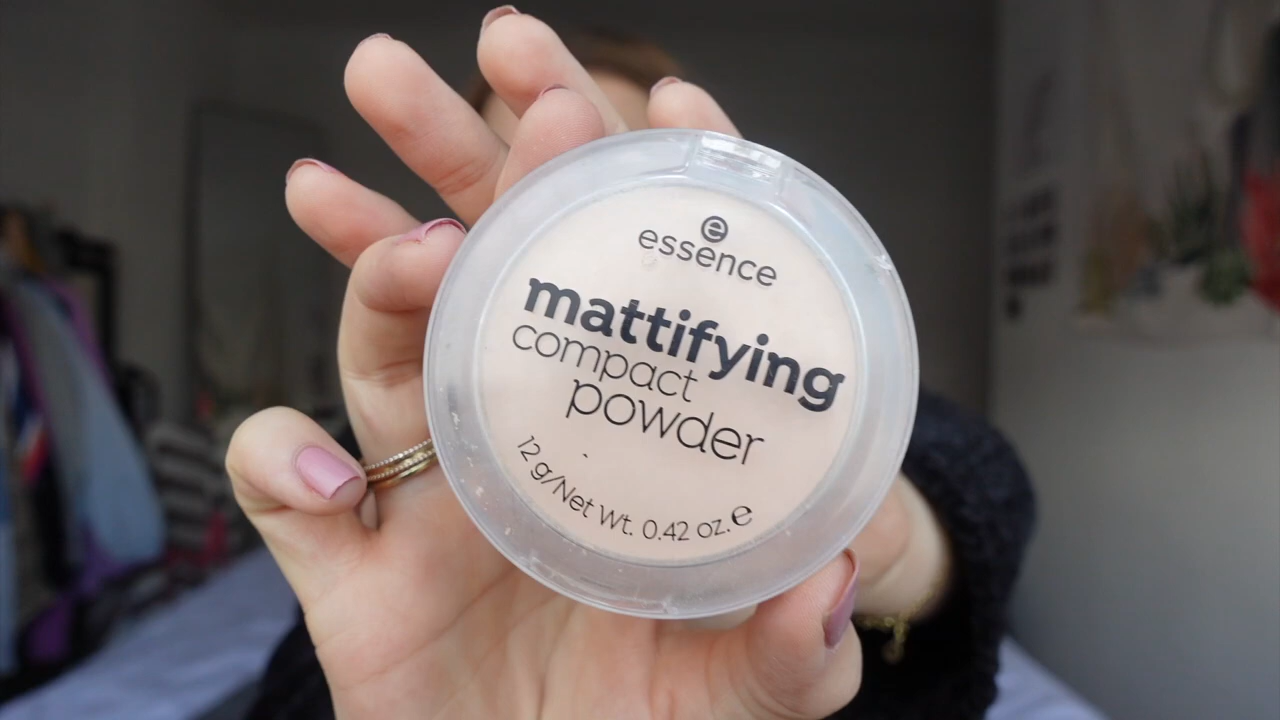 e
essence
mattifying
compact
powder
12 g/Net Wt. 0.42 oz. ℮